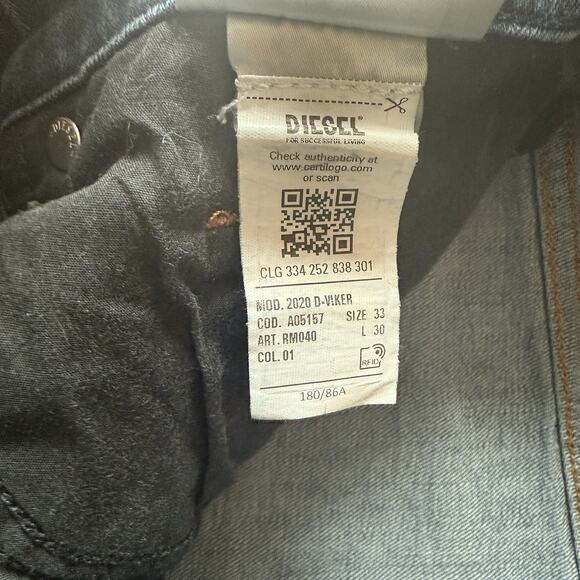 DIESEL
FOR SUCCESSFUL LIVING
Check authenticity at
www.certilogo.com
or scan
CLG 334 252 838 301
MOD. 2020 D-VIKER
COD. A05157 SIZE 33
ART. RM040 L 30
COL. 01
RFID
180/86A
DIESEL